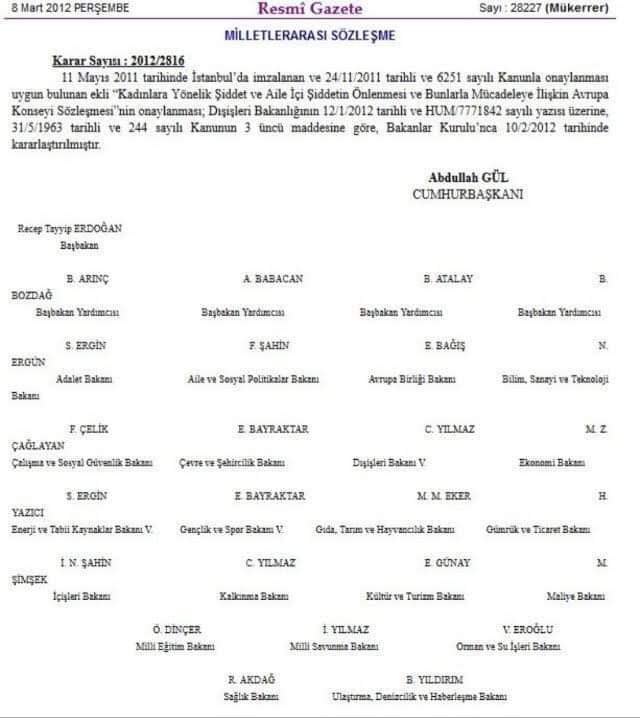 8 Mart 2012 PERŞEMBE Resmî Gazete Sayı : 28227 (Mükerrer)
MİLLETLERARASI SÖZLEŞME
Karar Sayısı : 2012/2816
11 Mayıs 2011 tarihinde İstanbul'da imzalanan ve 24/11/2011 tarihli ve 6251 sayılı Kanunla onaylanması
uygun bulunan ekli “Kadınlara Yönelik Şiddet ve Aile İçi Şiddetin Önlenmesi ve Bunlarla Mücadeleye İlişkin Avrupa
Konseyi Sözleşmesi”nin onaylanması; Dışişleri Bakanlığının 12/1/2012 tarihli ve HUM/7771842 sayılı yazısı üzerine,
31/5/1963 tarihli ve 244 sayılı Kanunun 3 üncü maddesine göre, Bakanlar Kurulu'nca 10/2/2012 tarihinde
kararlaştırılmıştır.
Abdullah GÜL
CUMHURBAŞKANI
Recep Tayyip ERDOĞAN
Başbakan
B. ARINÇ A. BABACAN B. ATALAY B.
BOZDAĞ
Başbakan Yardımcısı Başbakan Yardımcısı Başbakan Yardımcısı Başbakan Yardımcısı
S. ERGİN F. ŞAHİN E. BAĞIŞ N.
ERGÜN
Adalet Bakanı Aile ve Sosyal Politikalar Bakanı Avrupa Birliği Bakanı Bilim, Sanayi ve Teknoloji
Bakanı
F. ÇELİK E. BAYRAKTAR C. YILMAZ M. Z.
ÇAĞLAYAN
Çalışma ve Sosyal Güvenlik Bakanı Çevre ve Şehircilik Bakanı Dışişleri Bakanı V. Ekonomi Bakanı
S. ERGİN E. BAYRAKTAR M. M. EKER H.
YAZICI
Enerji ve Tabii Kaynaklar Bakanı V. Gençlik ve Spor Bakanı V. Gıda, Tarım ve Hayvancılık Bakanı Gümrük ve Ticaret Bakanı
İ. N. ŞAHİN C. YILMAZ E. GÜNAY M.
ŞİMŞEK
İçişleri Bakanı Kalkınma Bakanı Kültür ve Turizm Bakanı Maliye Bakanı
Ö. DİNÇER İ. YILMAZ V. EROĞLU
Milli Eğitim Bakanı Milli Savunma Bakanı Orman ve Su İşleri Bakanı
R. AKDAĞ B. YILDIRIM
Sağlık Bakanı Ulaştırma, Denizcilik ve Haberleşme Bakanı